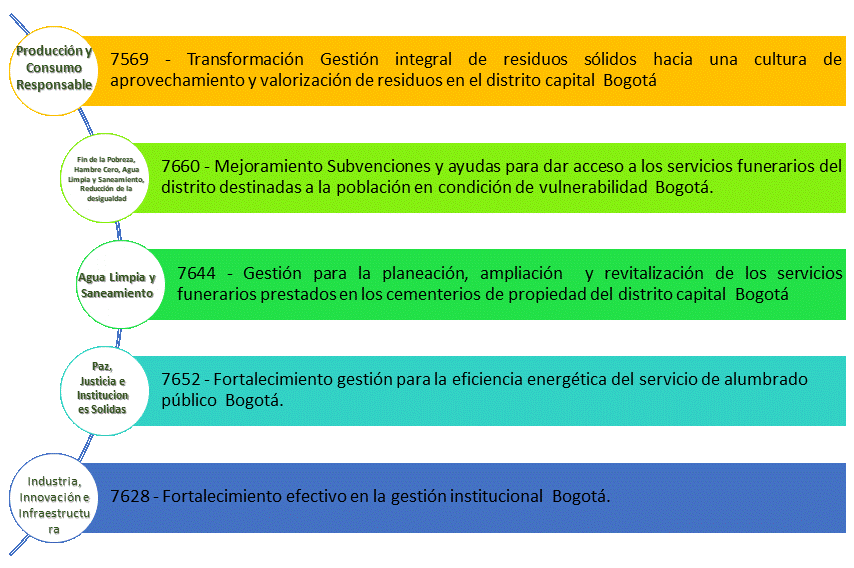 Producción y
Consumo
Responsable
7569 - Transformación Gestión integral de residuos sólidos hacia una cultura de
aprovechamiento y valorización de residuos en el distrito capital Bogotá
Fin de la Pobreza,
Hambre Cero, Agua
Limpia y Saneamiento,
Reducción de la
desigualdad
7660 - Mejoramiento Subvenciones y ayudas para dar acceso a los servicios funerarios del
distrito destinadas a la población en condición de vulnerabilidad Bogotá.
Agua Limpia y
Saneamiento
7644 - Gestión para la planeación, ampliación y revitalización de los servicios
funerarios prestados en los cementerios de propiedad del distrito capital Bogotá
Paz,
Justicia e
Institucion
es Solidas
7652 - Fortalecimiento gestión para la eficiencia energética del servicio de alumbrado
público Bogotá.
Industria,
Innovación e
Infraestructu
ra
7628 - Fortalecimiento efectivo en la gestión institucional Bogotá.